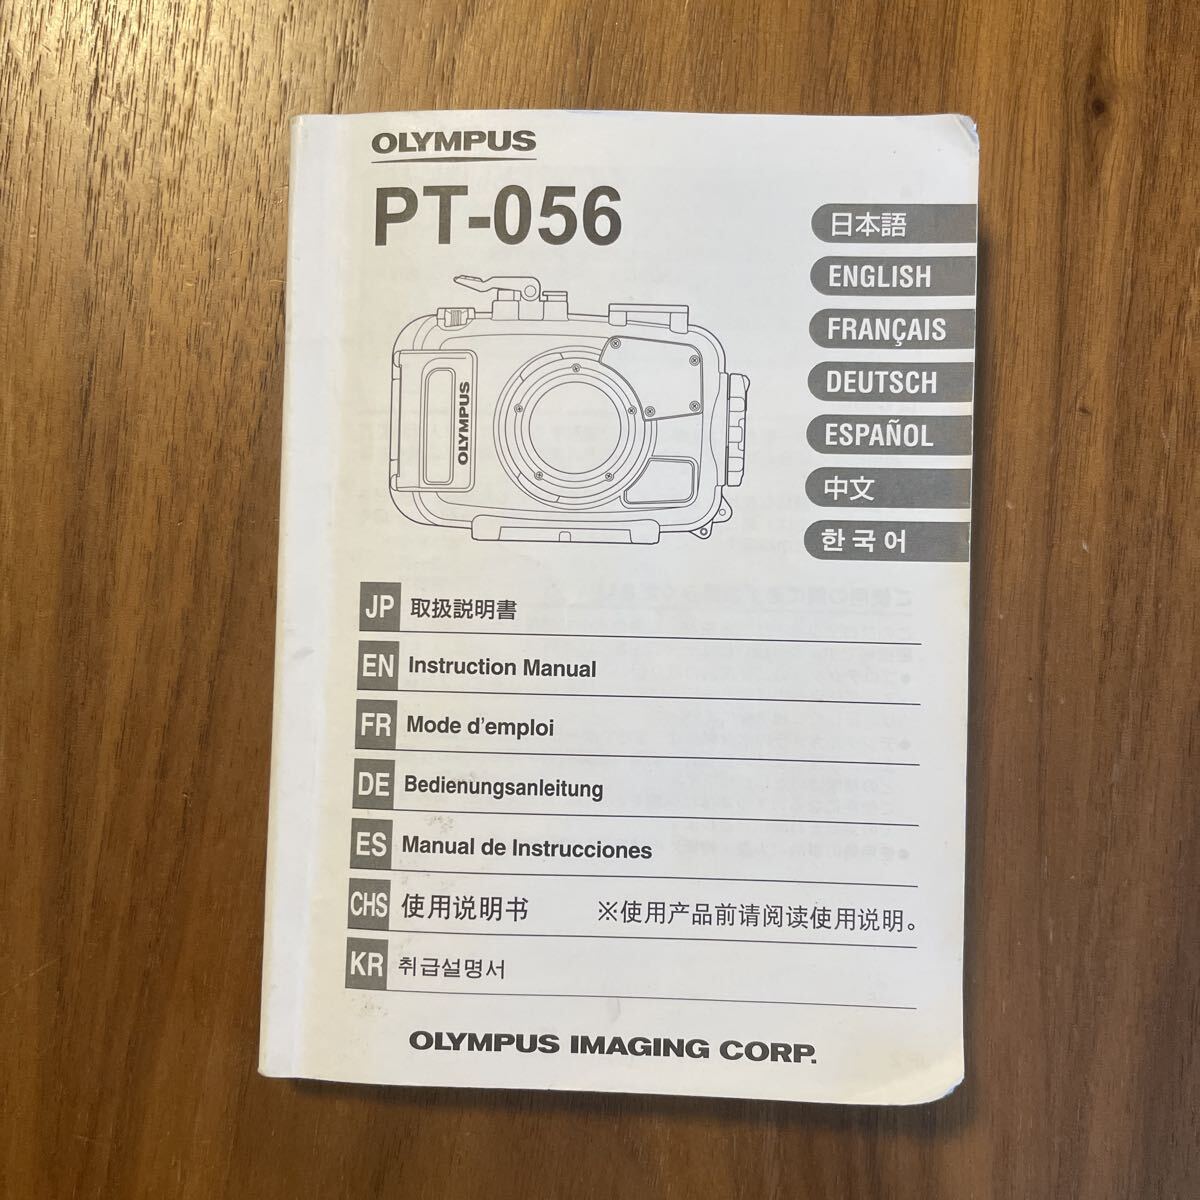 OLYMPUS
PT-056
日本語
ENGLISH
FRANÇAIS
DEUTSCH
ESPAÑOL
中文
한국어
OLYMPUS
JP 取扱説明書
EN Instruction Manual
FR Mode d'emploi
DE Bedienungsanleitung
ES Manual de Instrucciones
CHS 使用说明书 ※使用产品前请阅读使用说明。
KR 취급설명서
OLYMPUS IMAGING CORP.